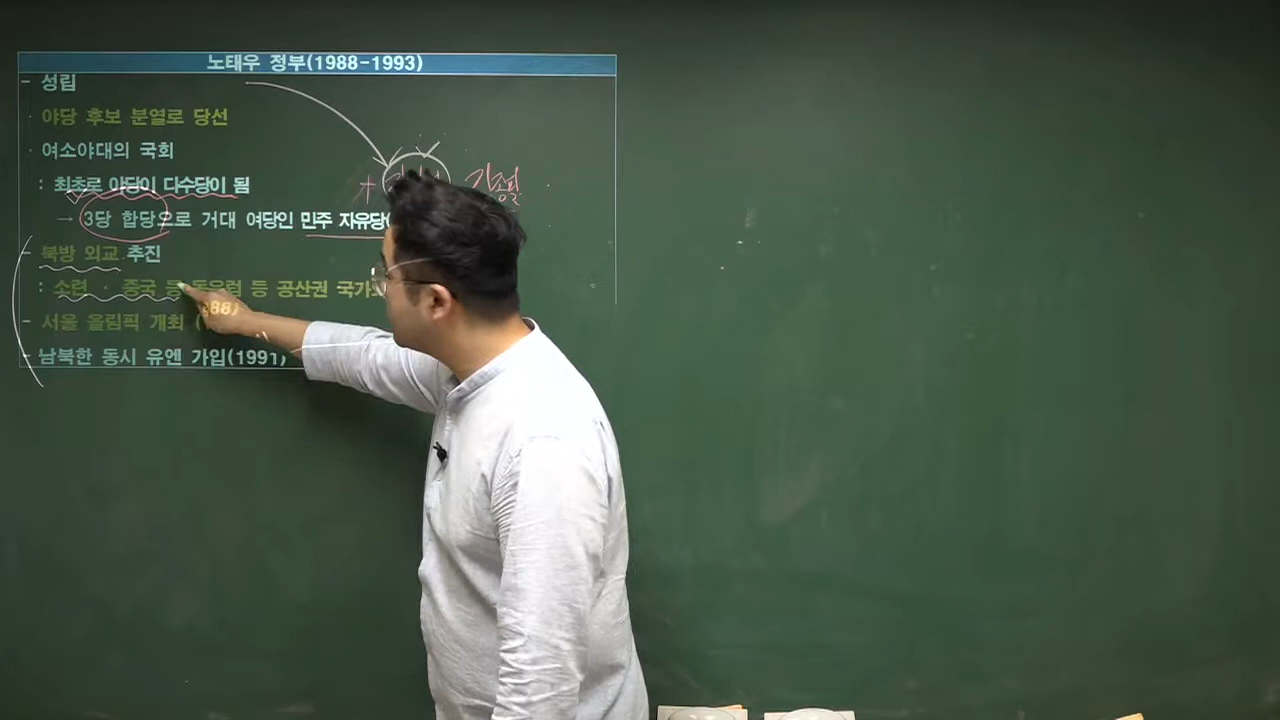 노태우 정부(1988-1993)
- 성립
· 야당 후보 분열로 당선
· 여소야대의 국회
: 최초로 야당이 다수당이 됨
→ 3당 합당으로 거대 여당인 민주 자유당(
+ 김종필
- 북방 외교 추진
: 소련 · 중국 등 동유럽 등 공산권 국가
- 서울 올림픽 개최 ( 88)
- 남북한 동시 유엔 가입(1991)